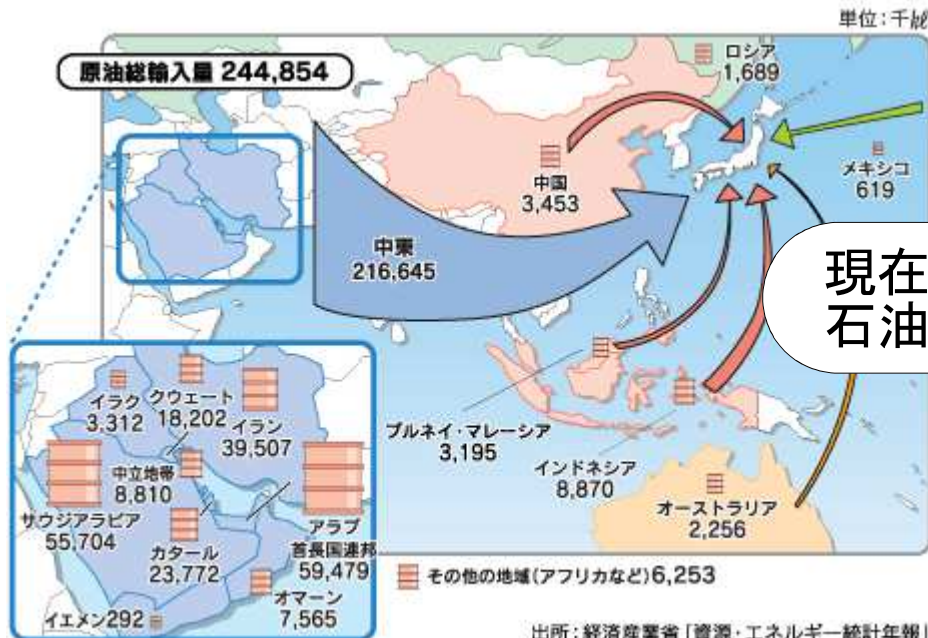 単位：千㎘
原油総輸入量 244,854
ロシア
1,689
中国
3,453
メキシコ
619
中東
216,645
現在
石油
イラク
3,312
クウェート
18,202
イラン
39,507
中立地帯
8,810
サウジアラビア
55,704
カタール
23,772
アラブ
首長国連邦
59,479
オマーン
7,565
イエメン292
ブルネイ・マレーシア
3,195
インドネシア
8,870
オーストラリア
2,256
その他の地域(アフリカなど)6,253
出所：経済産業省「資源・エネルギー統計年報」